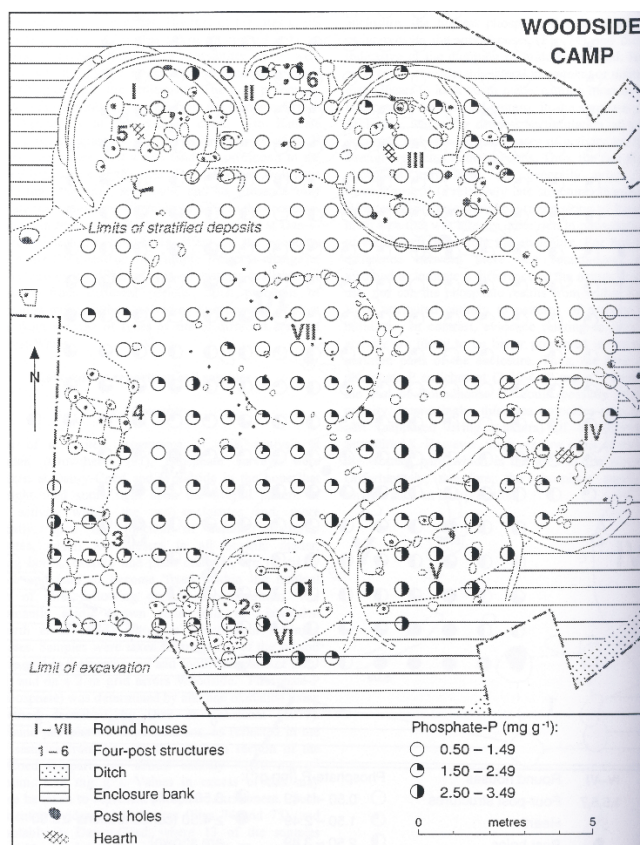 WOODSIDE
CAMP
I
II
6
5
III
Limits of stratified deposits
VII
N
4
IV
3
V
1
2
VI
Limit of excavation
I – VII Round houses
1 – 6 Four-post structures
Ditch
Enclosure bank
Post holes
Hearth
Phosphate-P (mg g⁻¹):
0.50 – 1.49
1.50 – 2.49
2.50 – 3.49
0 metres 5